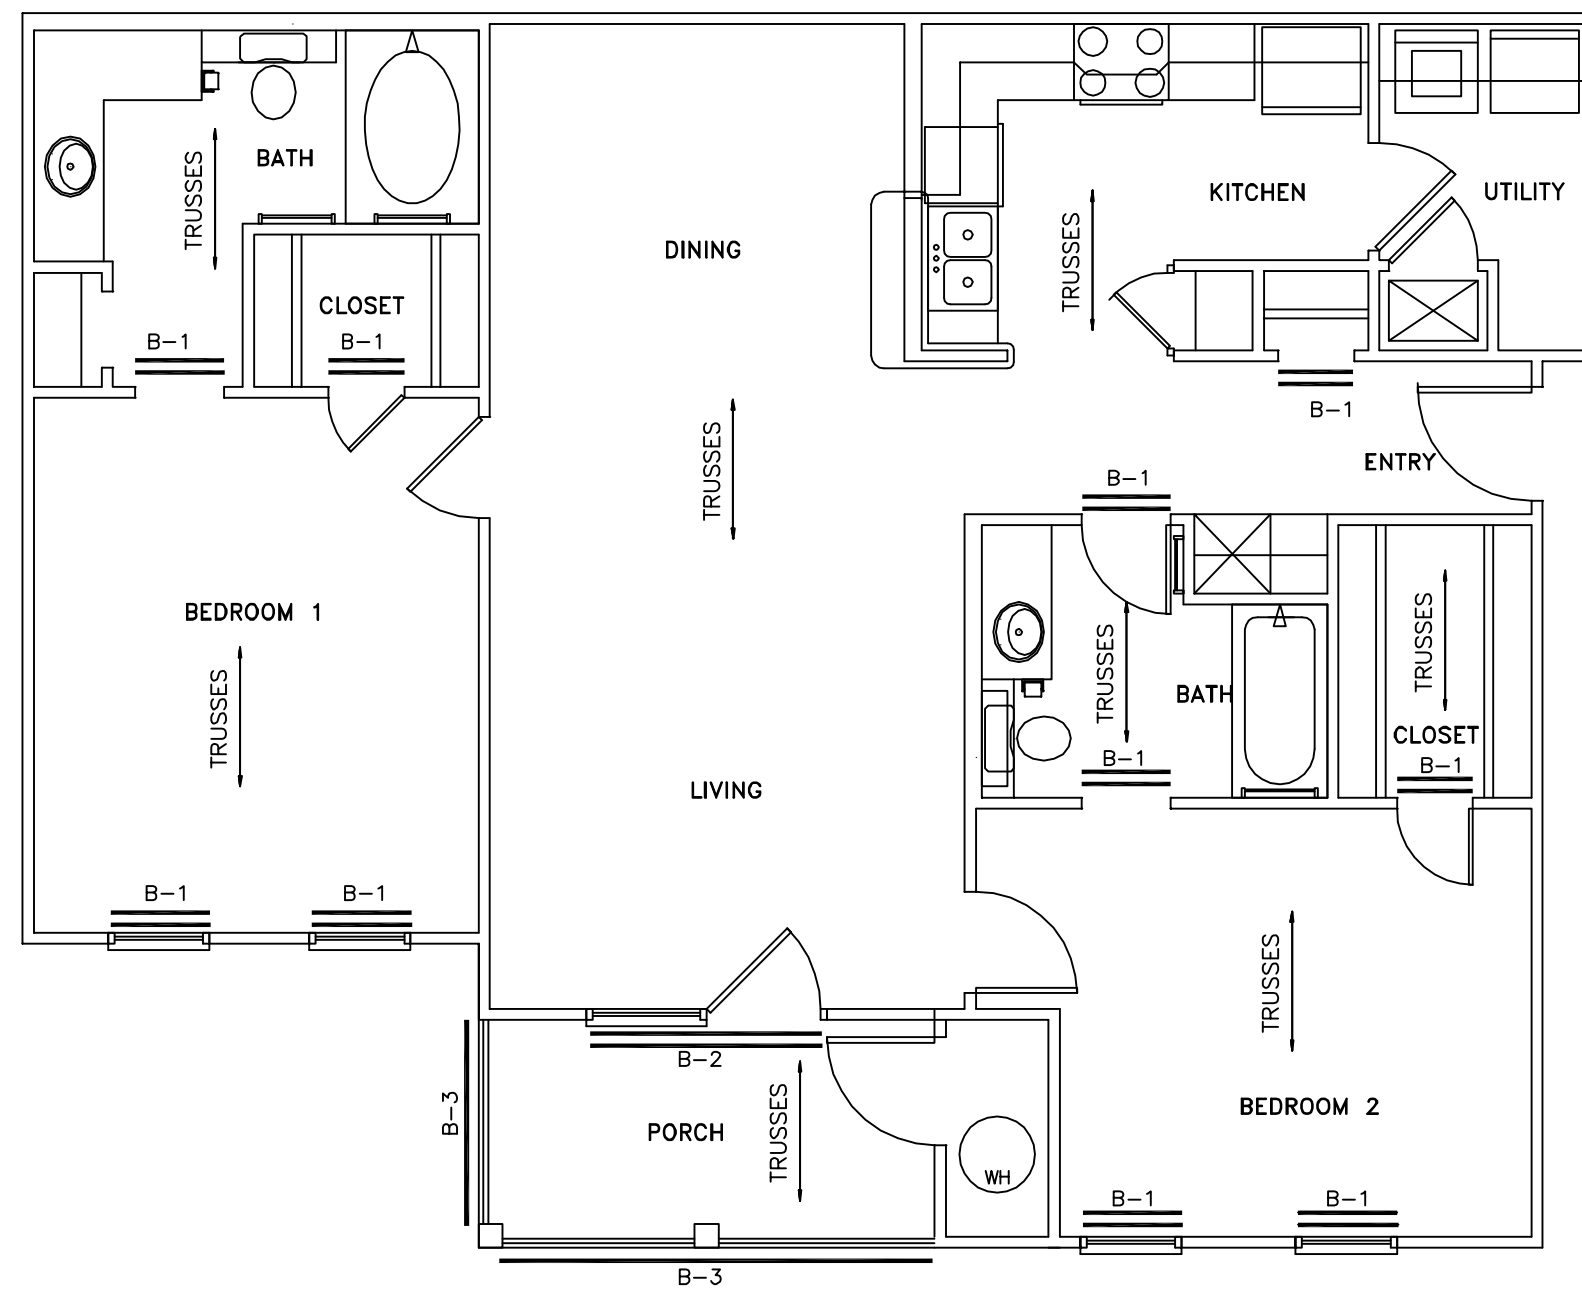 BATH
TRUSSES
KITCHEN
UTILITY
DINING
TRUSSES
CLOSET
B-1
B-1
B-1
TRUSSES
ENTRY
B-1
BEDROOM 1
TRUSSES
TRUSSES
TRUSSES
BATH
CLOSET
B-1
B-1
LIVING
B-1
B-1
TRUSSES
B-2
B-3
PORCH
TRUSSES
BEDROOM 2
WH
B-1
B-1
B-3